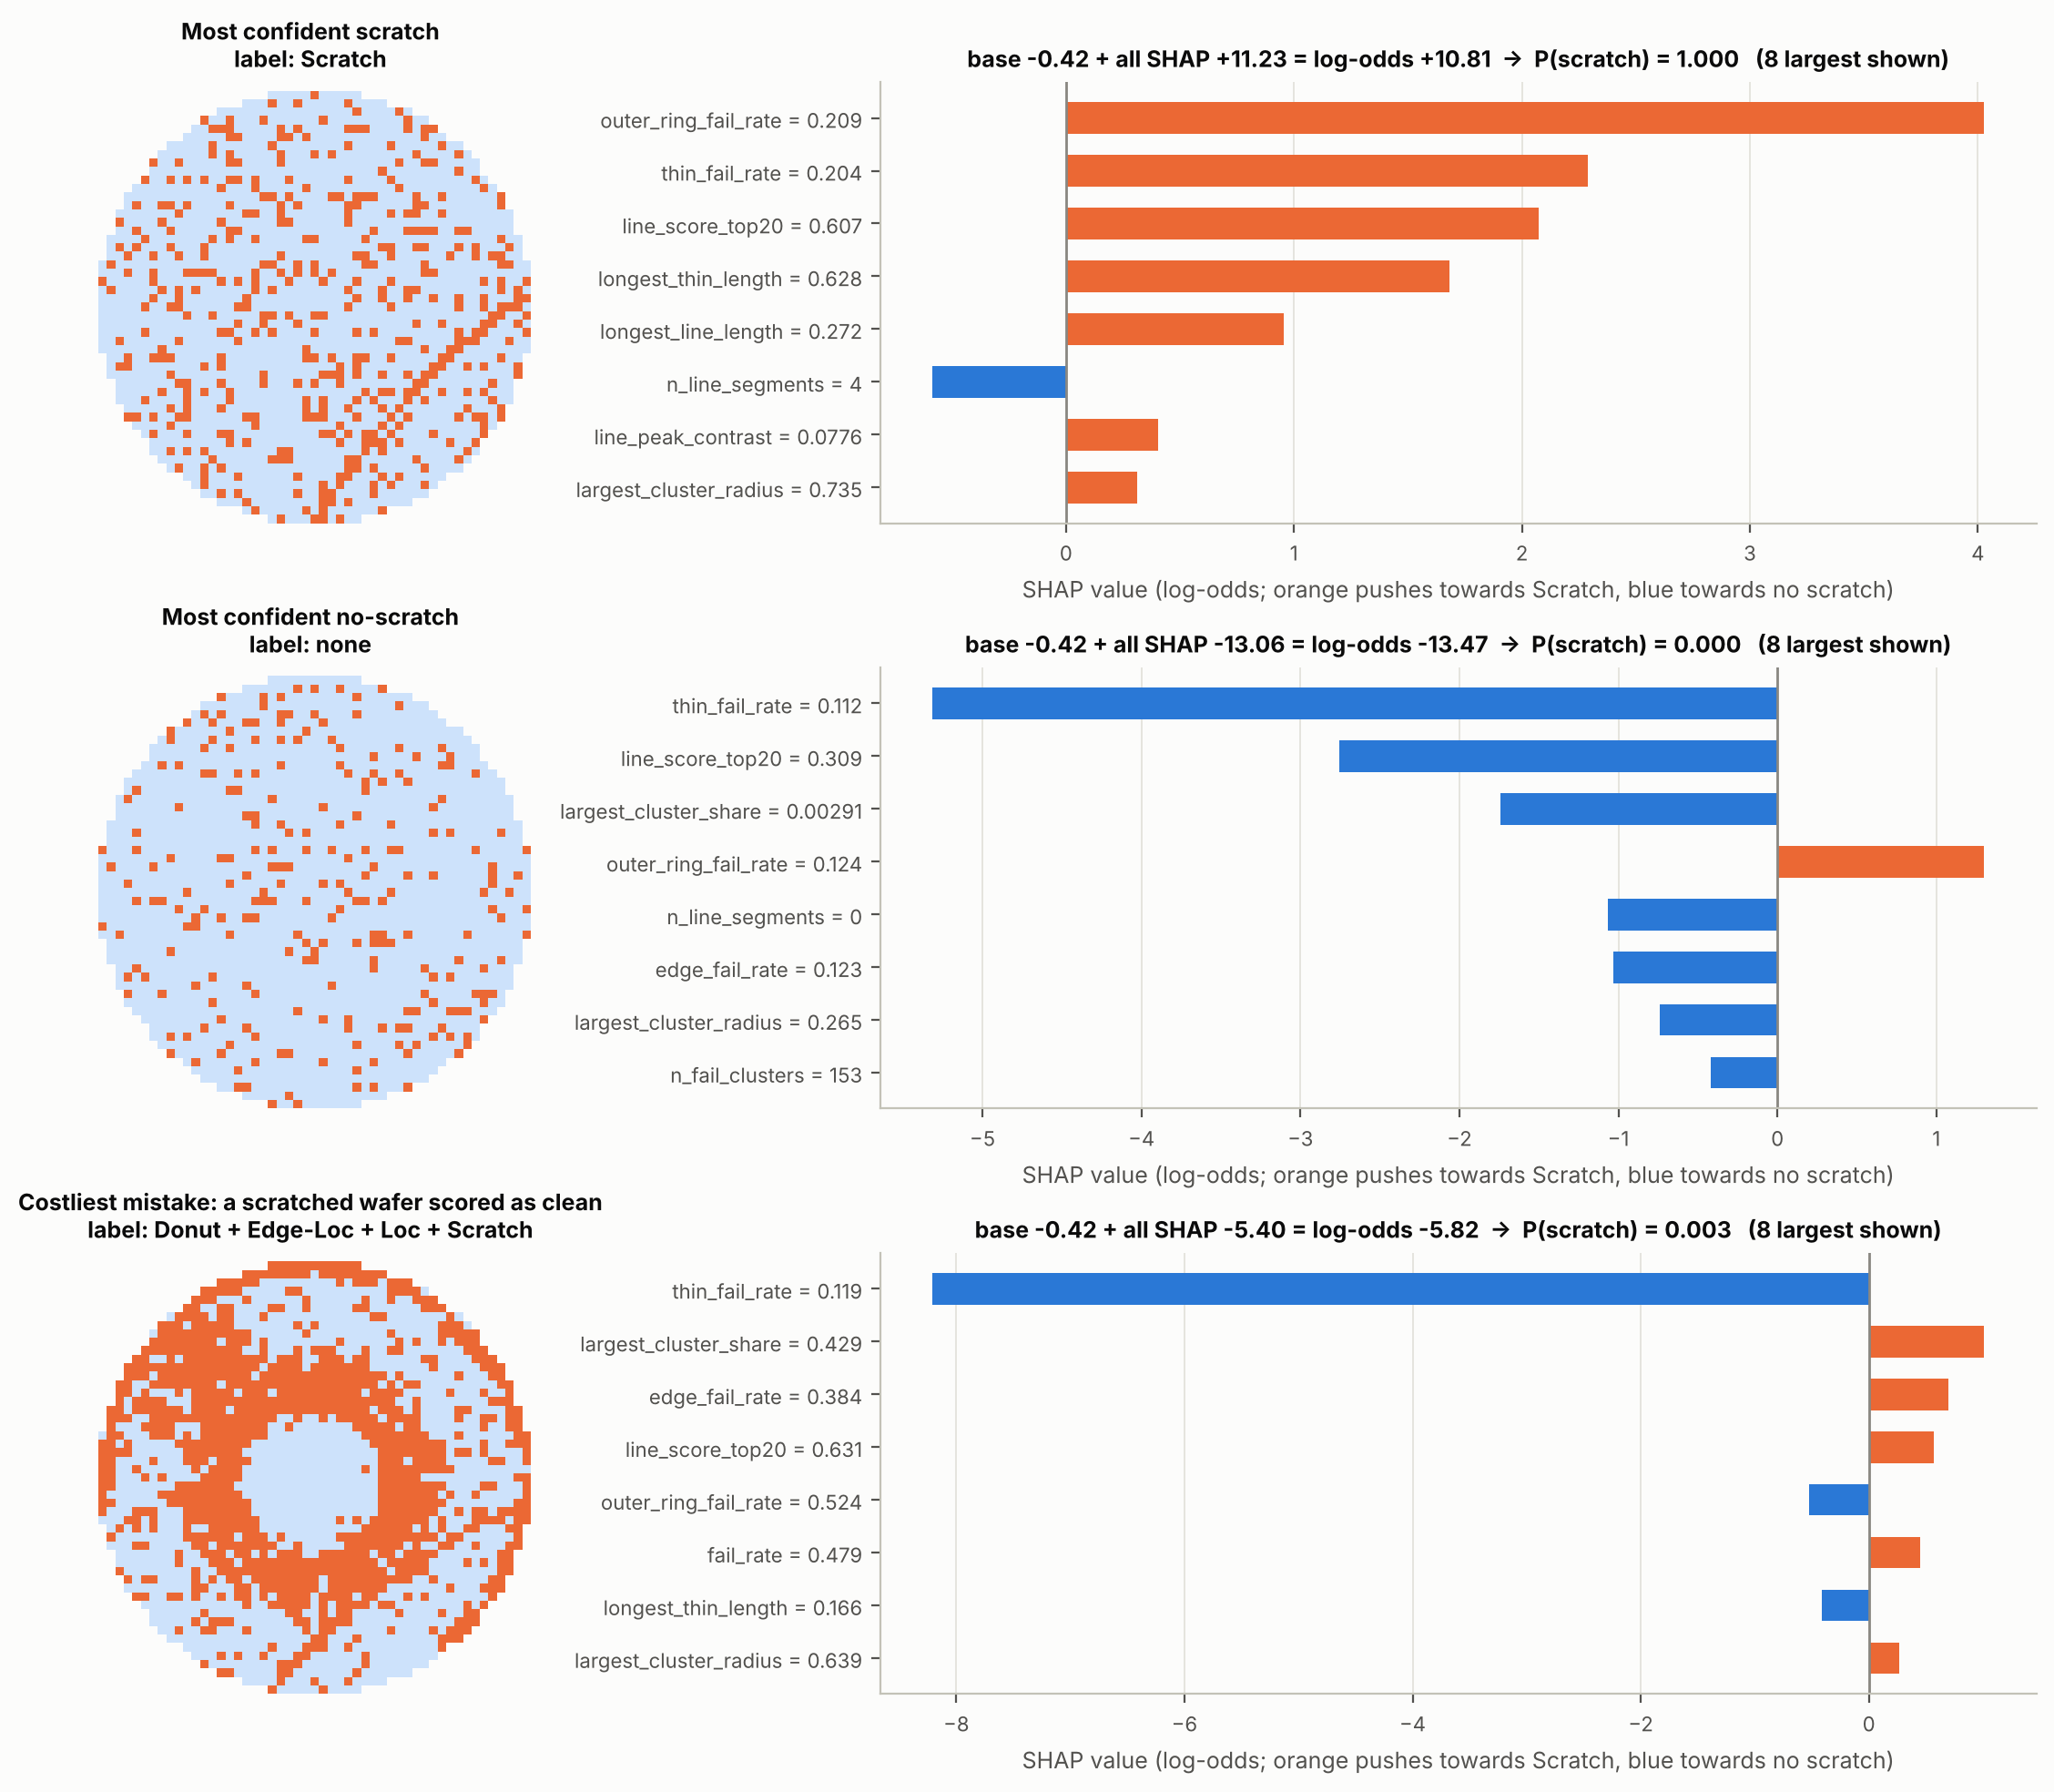 Most confident scratch
label: Scratch
base -0.42 + all SHAP +11.23 = log-odds +10.81 → P(scratch) = 1.000 (8 largest shown)
outer_ring_fail_rate = 0.209
thin_fail_rate = 0.204
line_score_top20 = 0.607
longest_thin_length = 0.628
longest_line_length = 0.272
n_line_segments = 4
line_peak_contrast = 0.0776
largest_cluster_radius = 0.735
0 1 2 3 4
SHAP value (log-odds; orange pushes towards Scratch, blue towards no scratch)
Most confident no-scratch
label: none
base -0.42 + all SHAP -13.06 = log-odds -13.47 → P(scratch) = 0.000 (8 largest shown)
thin_fail_rate = 0.112
line_score_top20 = 0.309
largest_cluster_share = 0.00291
outer_ring_fail_rate = 0.124
n_line_segments = 0
edge_fail_rate = 0.123
largest_cluster_radius = 0.265
n_fail_clusters = 153
−5 −4 −3 −2 −1 0 1
SHAP value (log-odds; orange pushes towards Scratch, blue towards no scratch)
Costliest mistake: a scratched wafer scored as clean
label: Donut + Edge-Loc + Loc + Scratch
base -0.42 + all SHAP -5.40 = log-odds -5.82 → P(scratch) = 0.003 (8 largest shown)
thin_fail_rate = 0.119
largest_cluster_share = 0.429
edge_fail_rate = 0.384
line_score_top20 = 0.631
outer_ring_fail_rate = 0.524
fail_rate = 0.479
longest_thin_length = 0.166
largest_cluster_radius = 0.639
−8 −6 −4 −2 0
SHAP value (log-odds; orange pushes towards Scratch, blue towards no scratch)